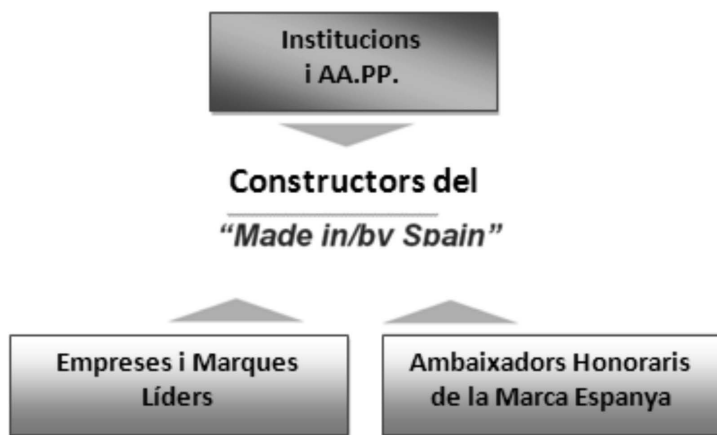 Institucions
i AA.PP.
Constructors del
“Made in/by Spain”
Empreses i Marques
Líders
Ambaixadors Honoraris
de la Marca Espanya